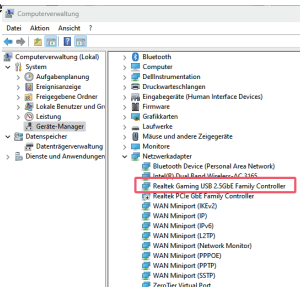 Computerverwaltung
Datei Aktion Ansicht ?
Computerverwaltung (Lokal)
System
Aufgabenplanung
Ereignisanzeige
Freigegebene Ordner
Lokale Benutzer und Gr
Leistung
Geräte-Manager
Datenspeicher
Datenträgerverwaltung
Dienste und Anwendungen
Bluetooth
Computer
DellInstrumentation
Druckwarteschlangen
Eingabegeräte (Human Interface Devices)
Firmware
Grafikkarten
Laufwerke
Mäuse und andere Zeigegeräte
Monitore
Netzwerkadapter
Bluetooth Device (Personal Area Network)
Intel(R) Dual Band Wireless-AC 3165
Realtek Gaming USB 2.5GbE Family Controller
Realtek PCIe GbE Family Controller
WAN Miniport (IKEv2)
WAN Miniport (IP)
WAN Miniport (IPv6)
WAN Miniport (L2TP)
WAN Miniport (Network Monitor)
WAN Miniport (PPPOE)
WAN Miniport (PPTP)
WAN Miniport (SSTP)
ZeroTier Virtual Port